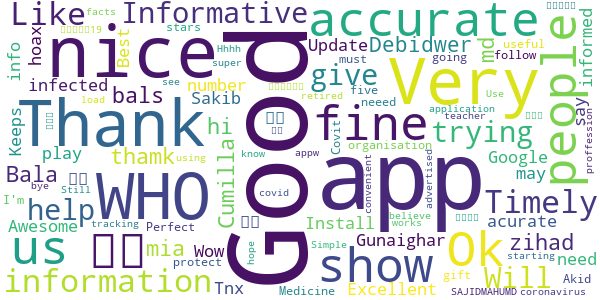 Like
facts
Informative
accurate
info
hoax
nice
Best
stars
Hhhh
super
Update
Debidwer
md
must
going
useful
follow
informed
people
infected
bals
number
Sakib
give
five
neeed
Very
say
Keeps
Thank
Good
fine
retired
application
teacher
Use
proffession
play
load
hi
see
using
thamk
Cumilla
know
appw
Covit
organisation
trying
Google
may
believe
works
Bala
WHO
app
covid
convenient
advertised
Timely
I'm
bye
help
Still
tracking
Install
acurate
Awesome
us
mia
Perfect
Wow
protect
hope
Simple
show
Gunaighar
Ok
Will
zihad
need
starting
information
Tnx
Medicine
Excellent
gift
Akid
SAJIDMAHUMD
coronavirus
19